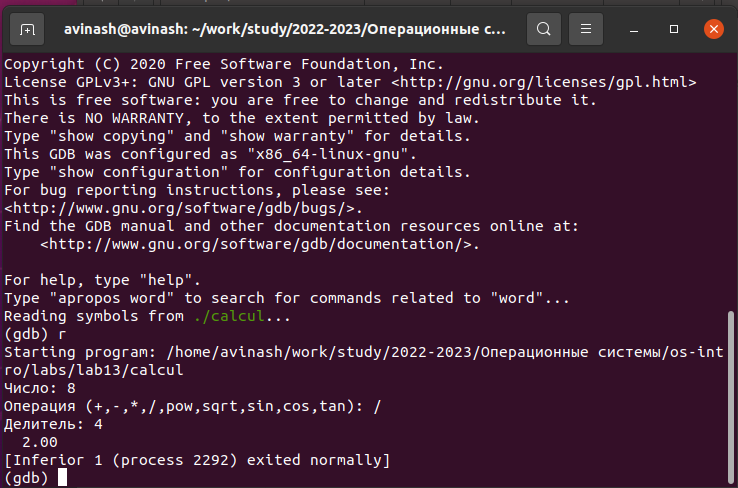 avinash@avinash: ~/work/study/2022-2023/Операционные с...
Copyright (C) 2020 Free Software Foundation, Inc.
License GPLv3+: GNU GPL version 3 or later <http://gnu.org/licenses/gpl.html>
This is free software: you are free to change and redistribute it.
There is NO WARRANTY, to the extent permitted by law.
Type "show copying" and "show warranty" for details.
This GDB was configured as "x86_64-linux-gnu".
Type "show configuration" for configuration details.
For bug reporting instructions, please see:
<http://www.gnu.org/software/gdb/bugs/>.
Find the GDB manual and other documentation resources online at:
    <http://www.gnu.org/software/gdb/documentation/>.

For help, type "help".
Type "apropos word" to search for commands related to "word"...
Reading symbols from ./calcul...
(gdb) r
Starting program: /home/avinash/work/study/2022-2023/Операционные системы/os-int
ro/labs/lab13/calcul
Число: 8
Операция (+,-,*,/,pow,sqrt,sin,cos,tan): /
Делитель: 4
  2.00
[Inferior 1 (process 2292) exited normally]
(gdb)